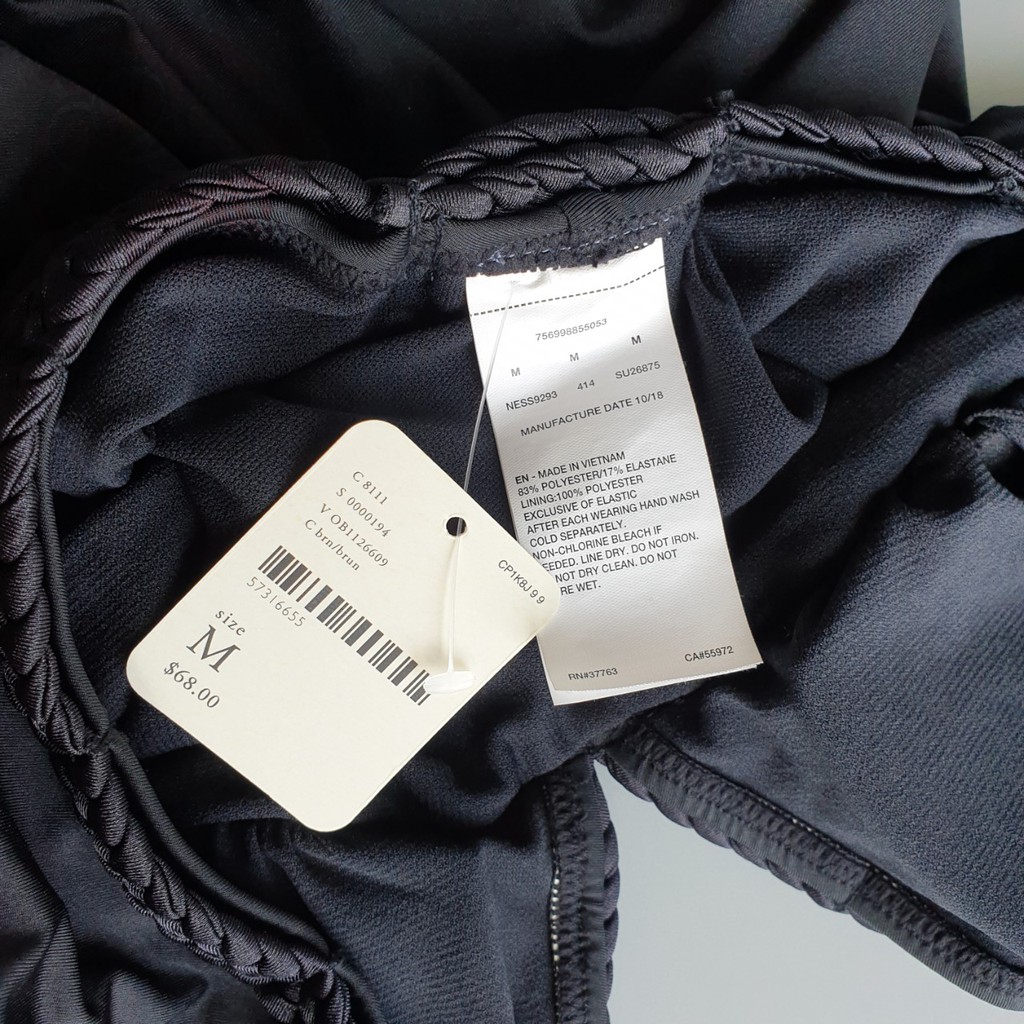 756998855053
M M M
NESS9293 414 SU26875
MANUFACTURE DATE 10/18
EN - MADE IN VIETNAM
83% POLYESTER/17% ELASTANE
LINING:100% POLYESTER
EXCLUSIVE OF ELASTIC
AFTER EACH WEARING HAND WASH
COLD SEPARATELY.
NON-CHLORINE BLEACH IF
EEDED. LINE DRY. DO NOT IRON.
NOT DRY CLEAN. DO NOT
RE WET.
RN#37763 CA#55972
C 8111
S 0000194
V OB1126609
C brn/brun
CP1K8J99
57316655
size
M
$68.00